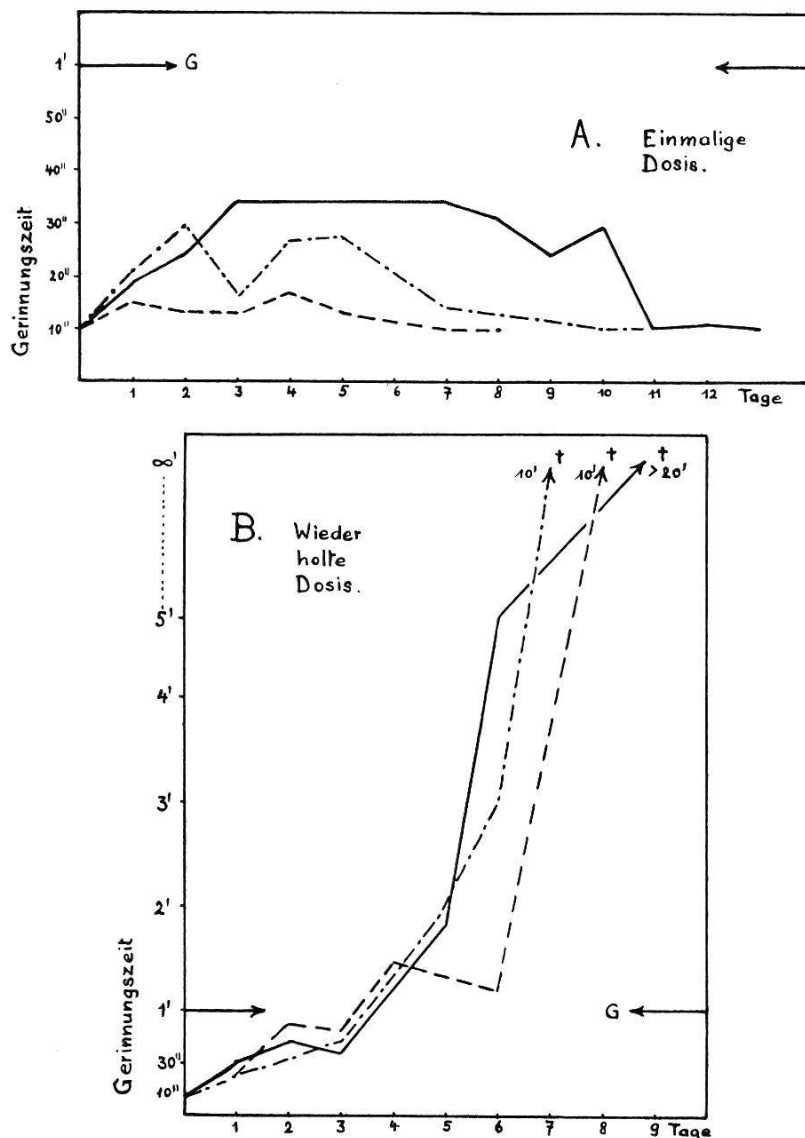 1'
G
50"
40"
30"
20"
10"
Gerinnungszeit
A. Einmalige
Dosis.
1 2 3 4 5 6 7 8 9 10 11 12 Tage
∞'
5'
4'
3'
2'
1'
30"
10"
Gerinnungszeit
B. Wieder
holte
Dosis.
10' † 10' † † >20'
G
1 2 3 4 5 6 7 8 9 Tage